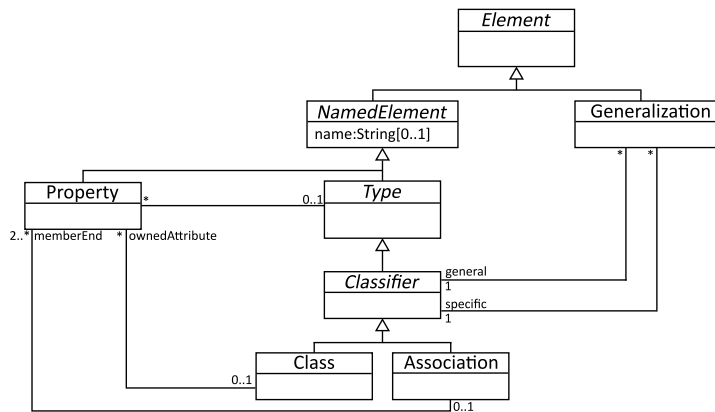 Element
NamedElement
name:String[0..1]
Generalization
* *
Property
*
0..1
Type
2..* memberEnd
* ownedAttribute
Classifier
general
1
specific
1
Class
Association
0..1
0..1